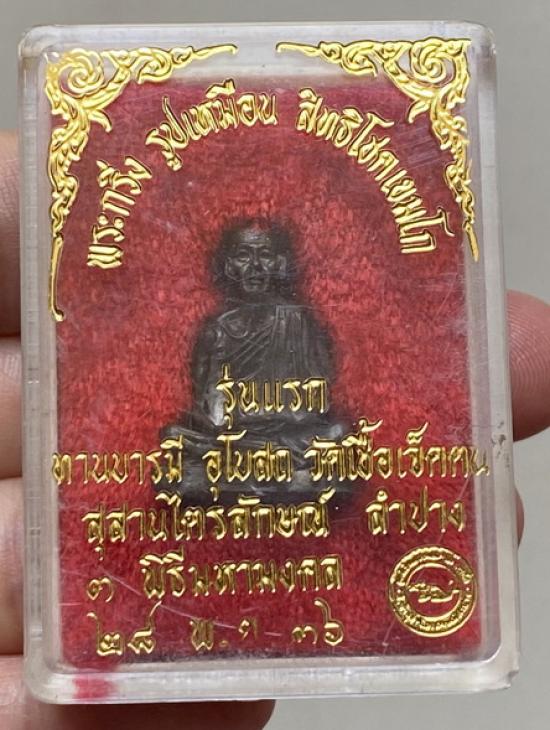 พระกริ่ง รูปเหมือน สิทธิโชคเขมโก
รุ่นแรก
ทานบารมี อุโบสถ วัดเชื้อเจ็ดตน
สุสานไตรลักษณ์ ลำปาง
๓ พิธีมหามงคล
๒๘ พ.ย ๓๖